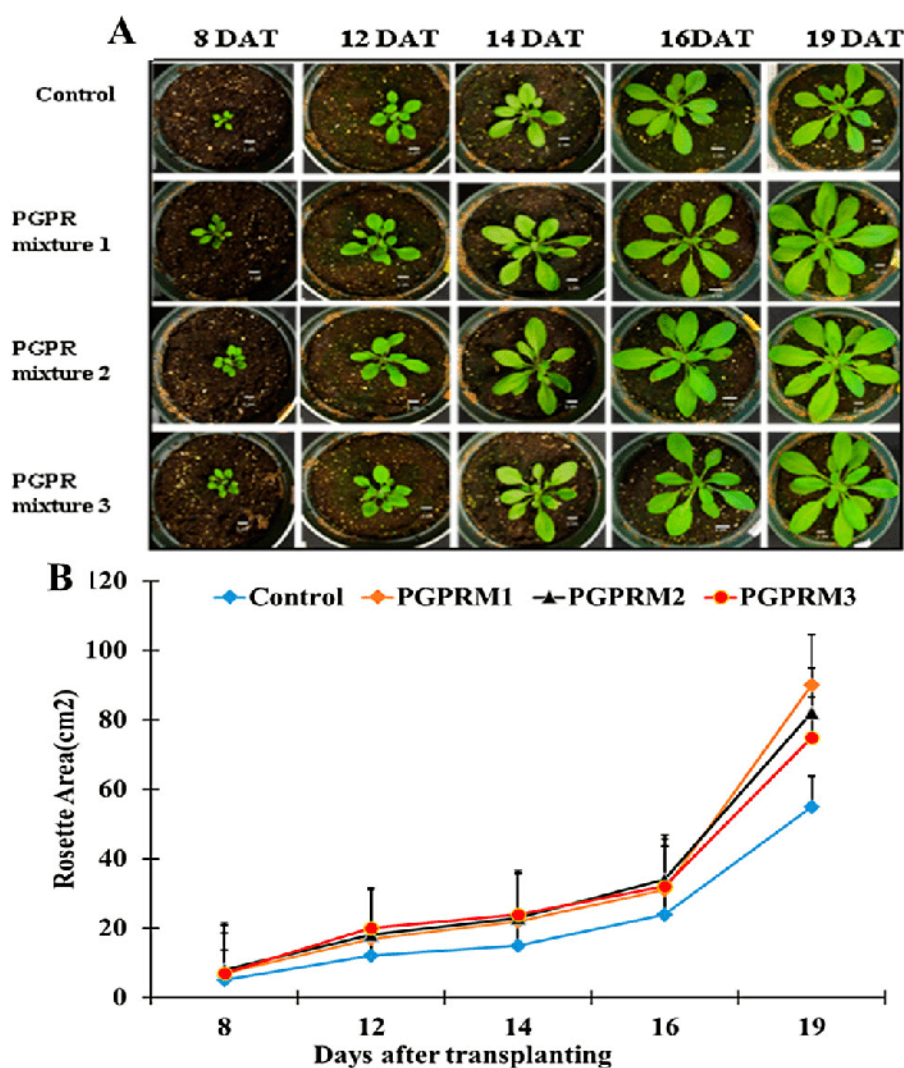 A
8 DAT 12 DAT 14 DAT 16DAT 19 DAT
Control
PGPR
mixture 1
PGPR
mixture 2
PGPR
mixture 3
B
120
Control PGPRM1 PGPRM2 PGPRM3
100
80
60
40
20
0
Rosette Area(cm2)
8 12 14 16 19
Days after transplanting